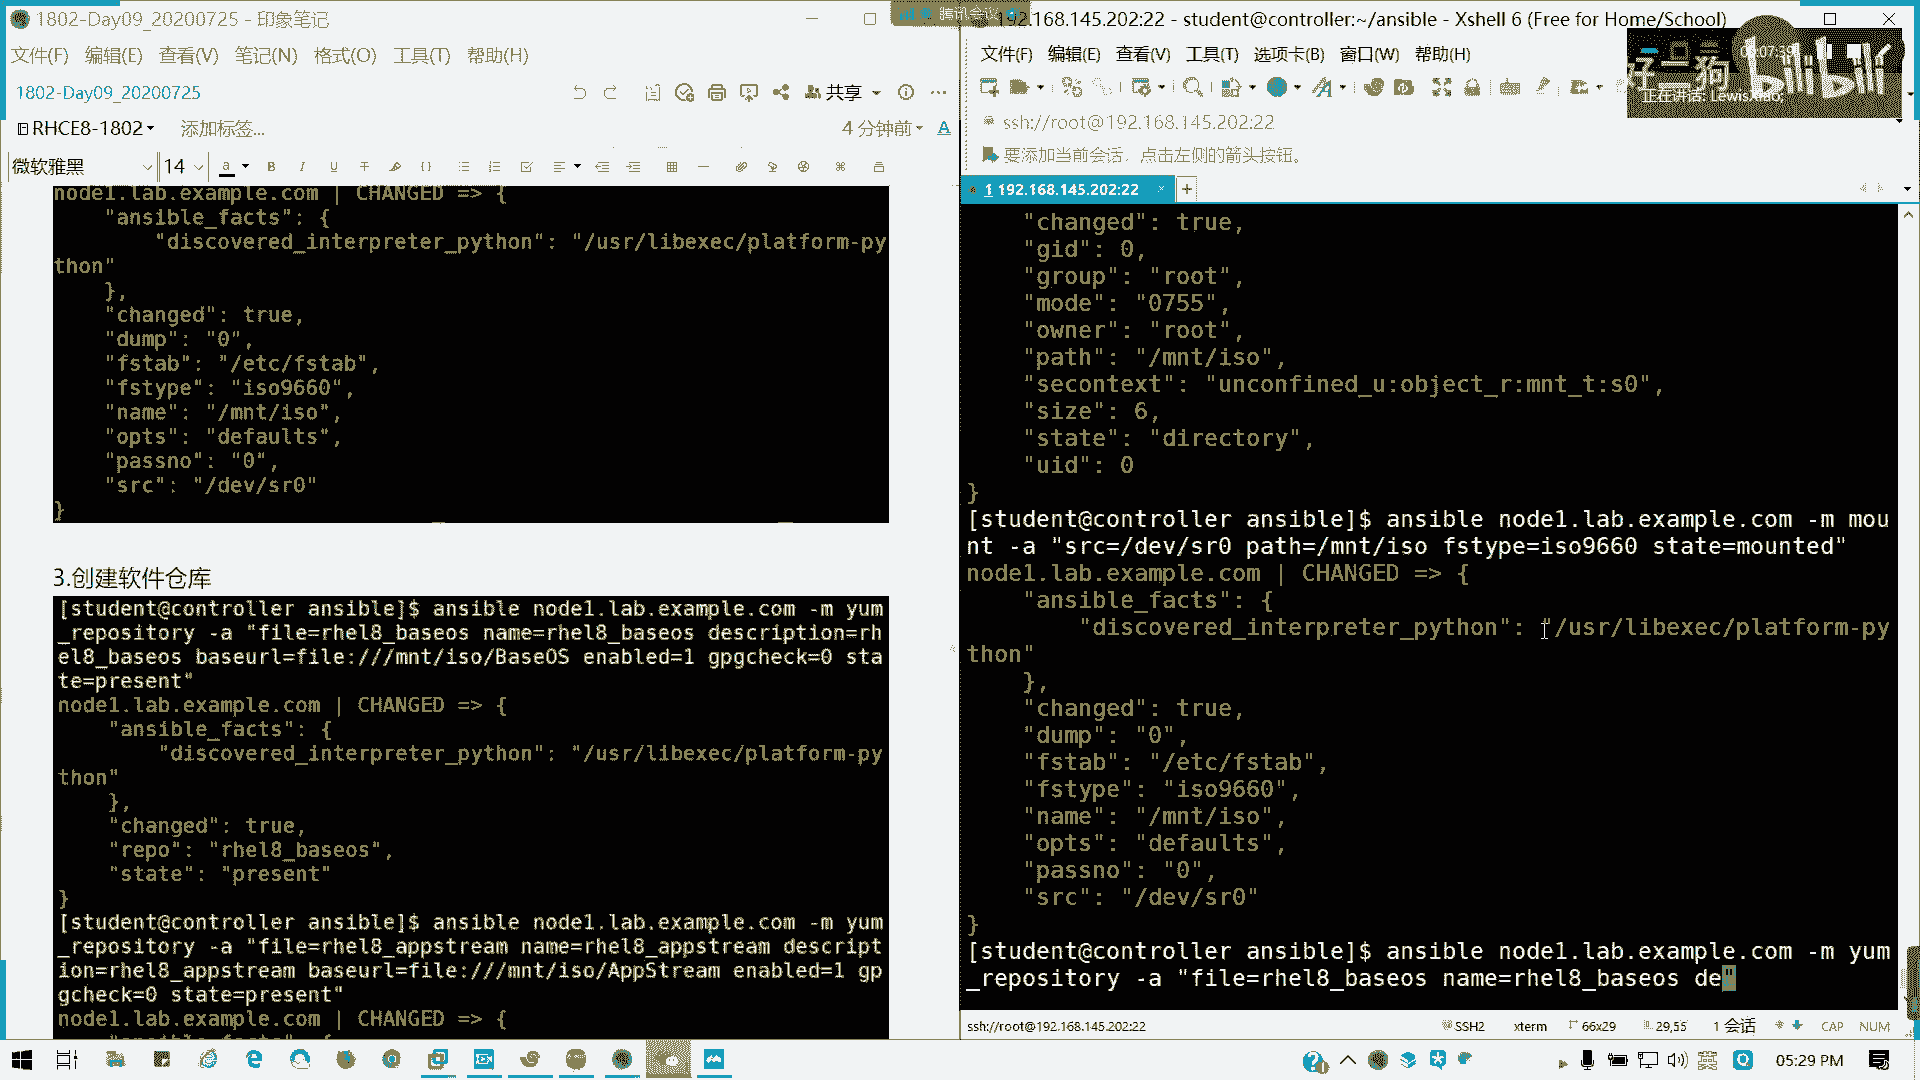 1802-Day09_20200725 - 印象笔记
文件(F) 编辑(E) 查看(V) 笔记(N) 格式(O) 工具(T) 帮助(H)
1802-Day09_20200725
共享
RHCE8-1802 添加标签...
4 分钟前
微软雅黑 14
node1.lab.example.com | CHANGED => {
"ansible_facts": {
"discovered_interpreter_python": "/usr/libexec/platform-py
thon"
},
"changed": true,
"dump": "0",
"fstab": "/etc/fstab",
"fstype": "iso9660",
"name": "/mnt/iso",
"opts": "defaults",
"passno": "0",
"src": "/dev/sr0"
}
3.创建软件仓库
[student@controller ansible]$ ansible node1.lab.example.com -m yum
_repository -a "file=rhel8_baseos name=rhel8_baseos description=rh
el8_baseos baseurl=file:///mnt/iso/BaseOS enabled=1 gpgcheck=0 sta
te=present"
node1.lab.example.com | CHANGED => {
"ansible_facts": {
"discovered_interpreter_python": "/usr/libexec/platform-py
thon"
},
"changed": true,
"repo": "rhel8_baseos",
"state": "present"
}
[student@controller ansible]$ ansible node1.lab.example.com -m yum
_repository -a "file=rhel8_appstream name=rhel8_appstream descript
ion=rhel8_appstream baseurl=file:///mnt/iso/AppStream enabled=1 gp
gcheck=0 state=present"
node1.lab.example.com | CHANGED => {
腾讯会议
192.168.145.202:22 - student@controller:~/ansible - Xshell 6 (Free for Home/School)
文件(F) 编辑(E) 查看(V) 工具(T) 选项卡(B) 窗口(W) 帮助(H)
好一狗 bilibili
正在讲话: Lewis
ssh://root@192.168.145.202:22
要添加当前会话，点击左侧的箭头按钮。
1 192.168.145.202:22
"changed": true,
"gid": 0,
"group": "root",
"mode": "0755",
"owner": "root",
"path": "/mnt/iso",
"secontext": "unconfined_u:object_r:mnt_t:s0",
"size": 6,
"state": "directory",
"uid": 0
}
[student@controller ansible]$ ansible node1.lab.example.com -m mou
nt -a "src=/dev/sr0 path=/mnt/iso fstype=iso9660 state=mounted"
node1.lab.example.com | CHANGED => {
"ansible_facts": {
"discovered_interpreter_python": "/usr/libexec/platform-py
thon"
},
"changed": true,
"dump": "0",
"fstab": "/etc/fstab",
"fstype": "iso9660",
"name": "/mnt/iso",
"opts": "defaults",
"passno": "0",
"src": "/dev/sr0"
}
[student@controller ansible]$ ansible node1.lab.example.com -m yum
_repository -a "file=rhel8_baseos name=rhel8_baseos de"
ssh://root@192.168.145.202:22 SSH2 xterm 66x29 29,55 1 会话 CAP NUM
05:29 PM